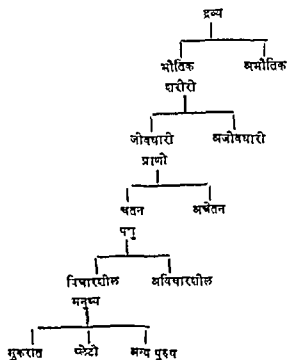 द्रव्य
भौतिक अभौतिक
शरीरी
जीवधारी अजीवधारी
प्राणी
चेतन अचेतन
पशु
विचारशील अविचारशील
मनुष्य
सुकरात प्लेटो अन्य पुरुष